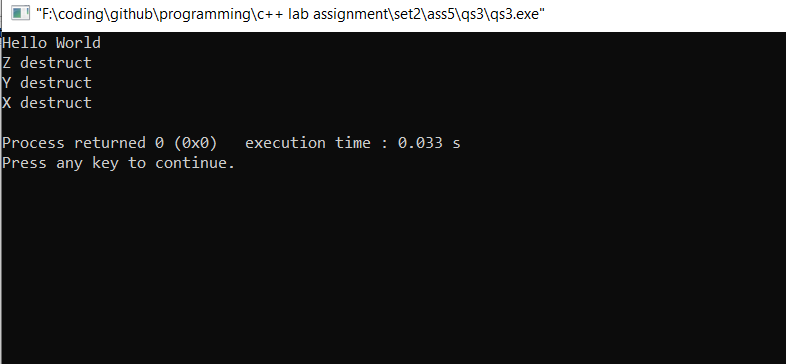 "F:\coding\github\programming\c++ lab assignment\set2\ass5\qs3\qs3.exe"
Hello World
Z destruct
Y destruct
X destruct
Process returned 0 (0x0)   execution time : 0.033 s
Press any key to continue.